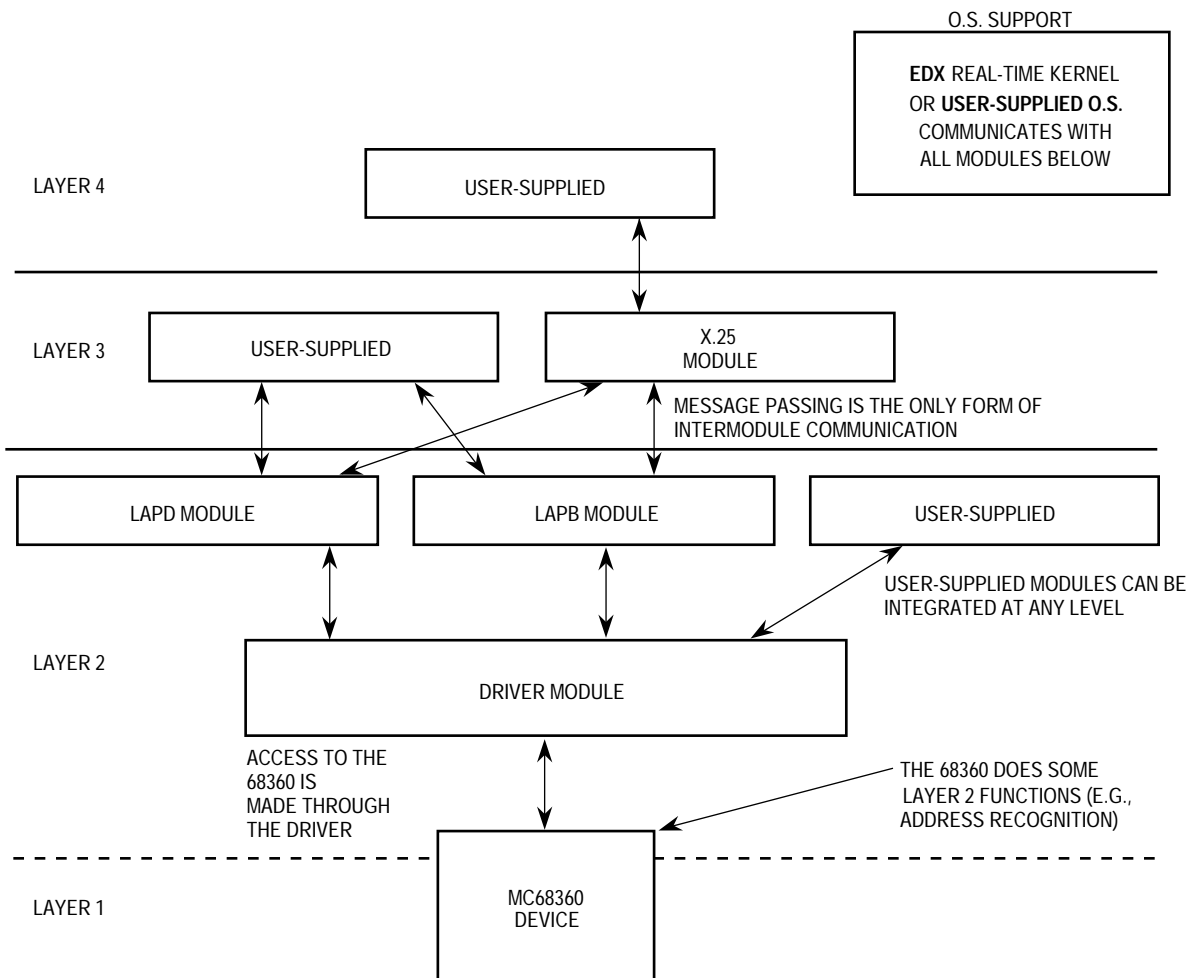 O.S. SUPPORT
EDX REAL-TIME KERNEL
OR USER-SUPPLIED O.S.
COMMUNICATES WITH
ALL MODULES BELOW
LAYER 4
USER-SUPPLIED
LAYER 3
USER-SUPPLIED
X.25
MODULE
MESSAGE PASSING IS THE ONLY FORM OF
INTERMODULE COMMUNICATION
LAPD MODULE
LAPB MODULE
USER-SUPPLIED
USER-SUPPLIED MODULES CAN BE
INTEGRATED AT ANY LEVEL
LAYER 2
DRIVER MODULE
ACCESS TO THE
68360 IS
MADE THROUGH
THE DRIVER
THE 68360 DOES SOME
LAYER 2 FUNCTIONS (E.G.,
ADDRESS RECOGNITION)
LAYER 1
MC68360
DEVICE